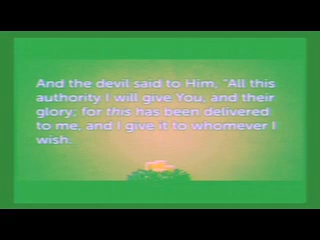 And the devil said to Him, "All this
authority I will give You, and their
glory; for this has been delivered
to me, and I give it to whomever I
wish.